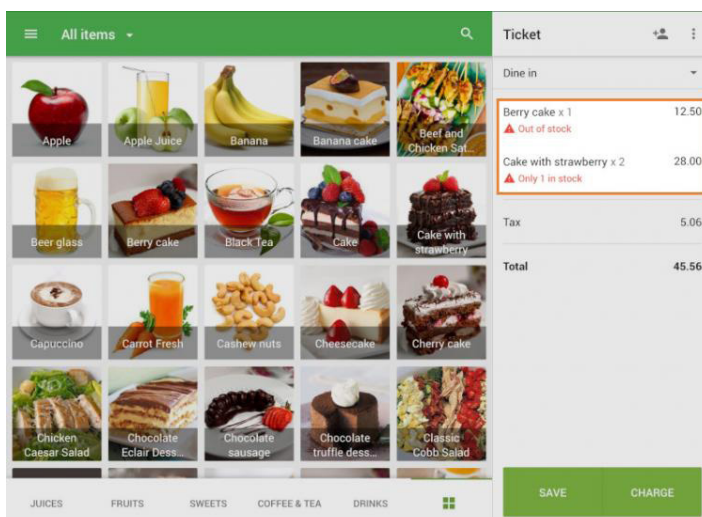 All items
Ticket
Dine in
Apple
Apple Juice
Banana
Banana cake
Beef and
Chicken Sat...
Berry cake x 1 12.50
Out of stock
Cake with strawberry x 2 28.00
Only 1 in stock
Beer glass
Berry cake
Black Tea
Cake
Cake with
strawberry
Tax 5.06
Total 45.56
Capuccino
Carrot Fresh
Cashew nuts
Cheesecake
Cherry cake
Chicken
Caesar Salad
Chocolate
Eclair Dess...
Chocolate
sausage
Chocolate
truffle dess...
Classic
Cobb Salad
JUICES
FRUITS
SWEETS
COFFEE & TEA
DRINKS
SAVE
CHARGE